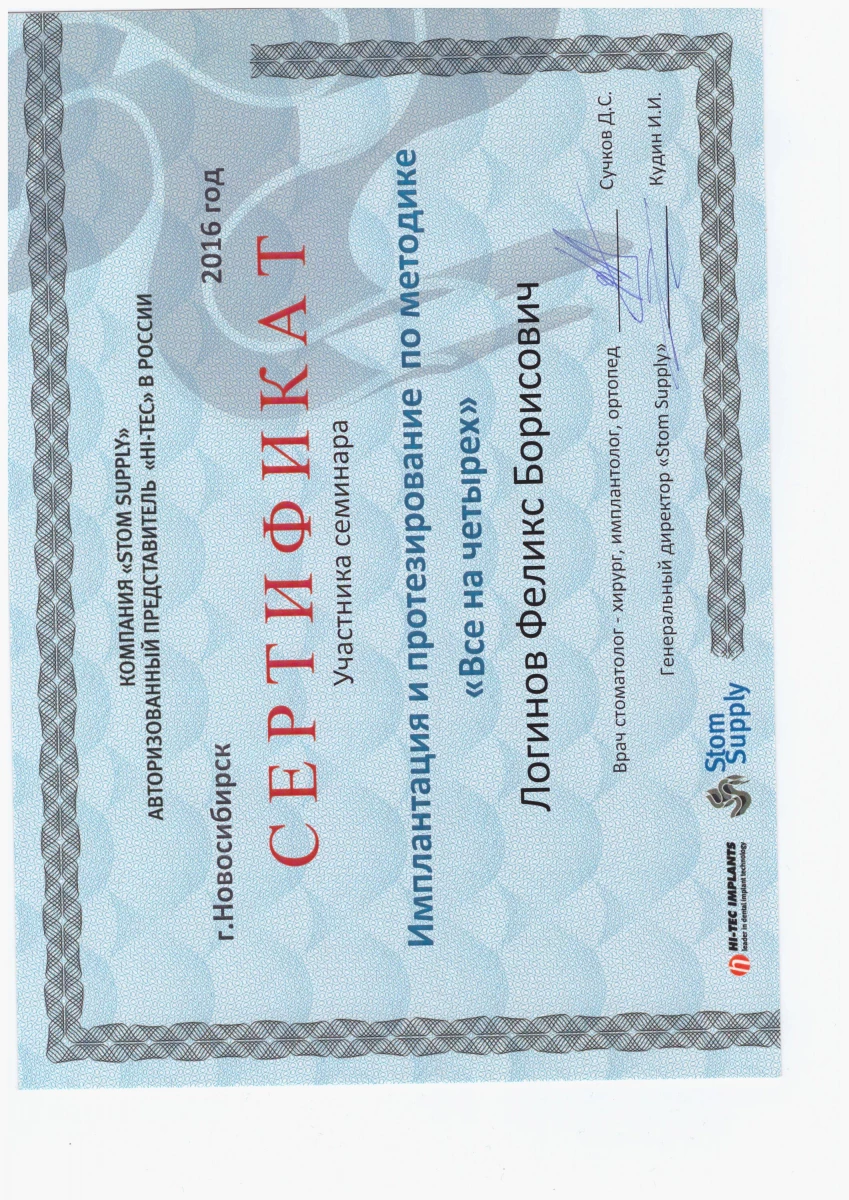 КОМПАНИЯ «STOM SUPPLY»
АВТОРИЗОВАННЫЙ ПРЕДСТАВИТЕЛЬ «HI-TEC» В РОССИИ
г.Новосибирск 2016 год
СЕРТИФИКАТ
Участника семинара
Имплантация и протезирование по методике
«Все на четырех»
Логинов Феликс Борисович
Врач стоматолог - хирург, имплантолог, ортопед Сучков Д.С.
Генеральный директор «Stom Supply» Кудин И.И.
HI-TEC IMPLANTS
leader in dental implant technology
Stom
Supply